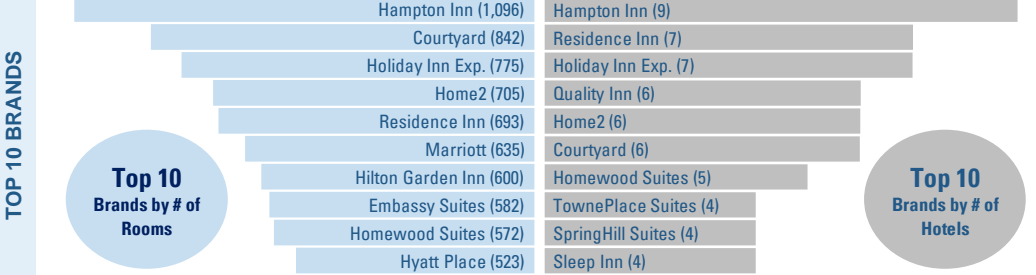 TOP 10 BRANDS
Hampton Inn (1,096)
Courtyard (842)
Holiday Inn Exp. (775)
Home2 (705)
Residence Inn (693)
Marriott (635)
Hilton Garden Inn (600)
Embassy Suites (582)
Homewood Suites (572)
Hyatt Place (523)
Top 10
Brands by # of
Rooms
Hampton Inn (9)
Residence Inn (7)
Holiday Inn Exp. (7)
Quality Inn (6)
Home2 (6)
Courtyard (6)
Homewood Suites (5)
TownePlace Suites (4)
SpringHill Suites (4)
Sleep Inn (4)
Top 10
Brands by # of
Hotels